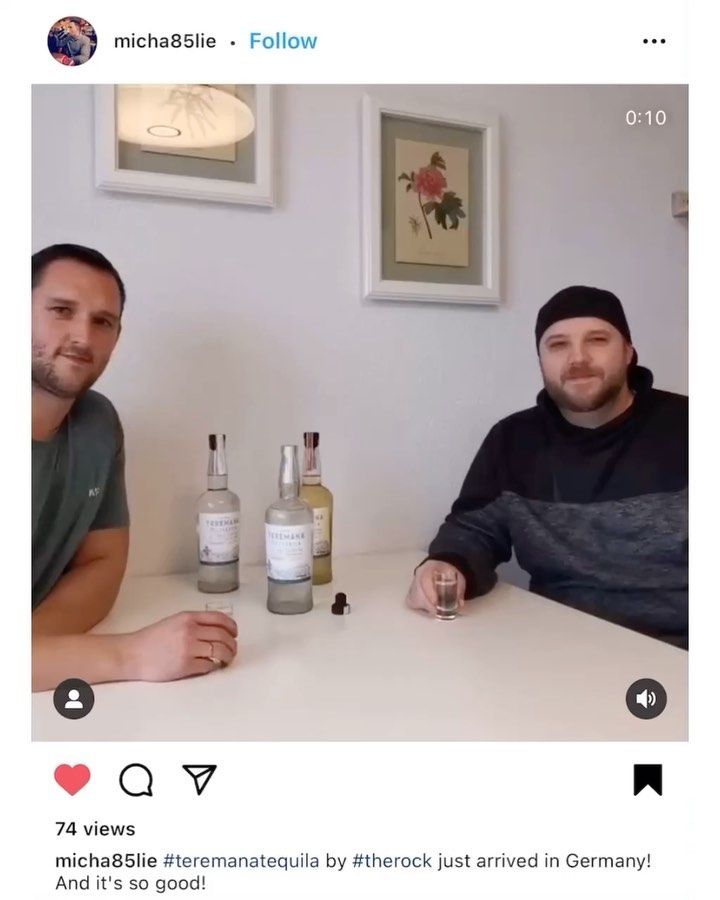 micha85lie • Follow
0:10
TEREMANA
TEREMANA
74 views
micha85lie #teremanatequila by #therock just arrived in Germany!
And it's so good!